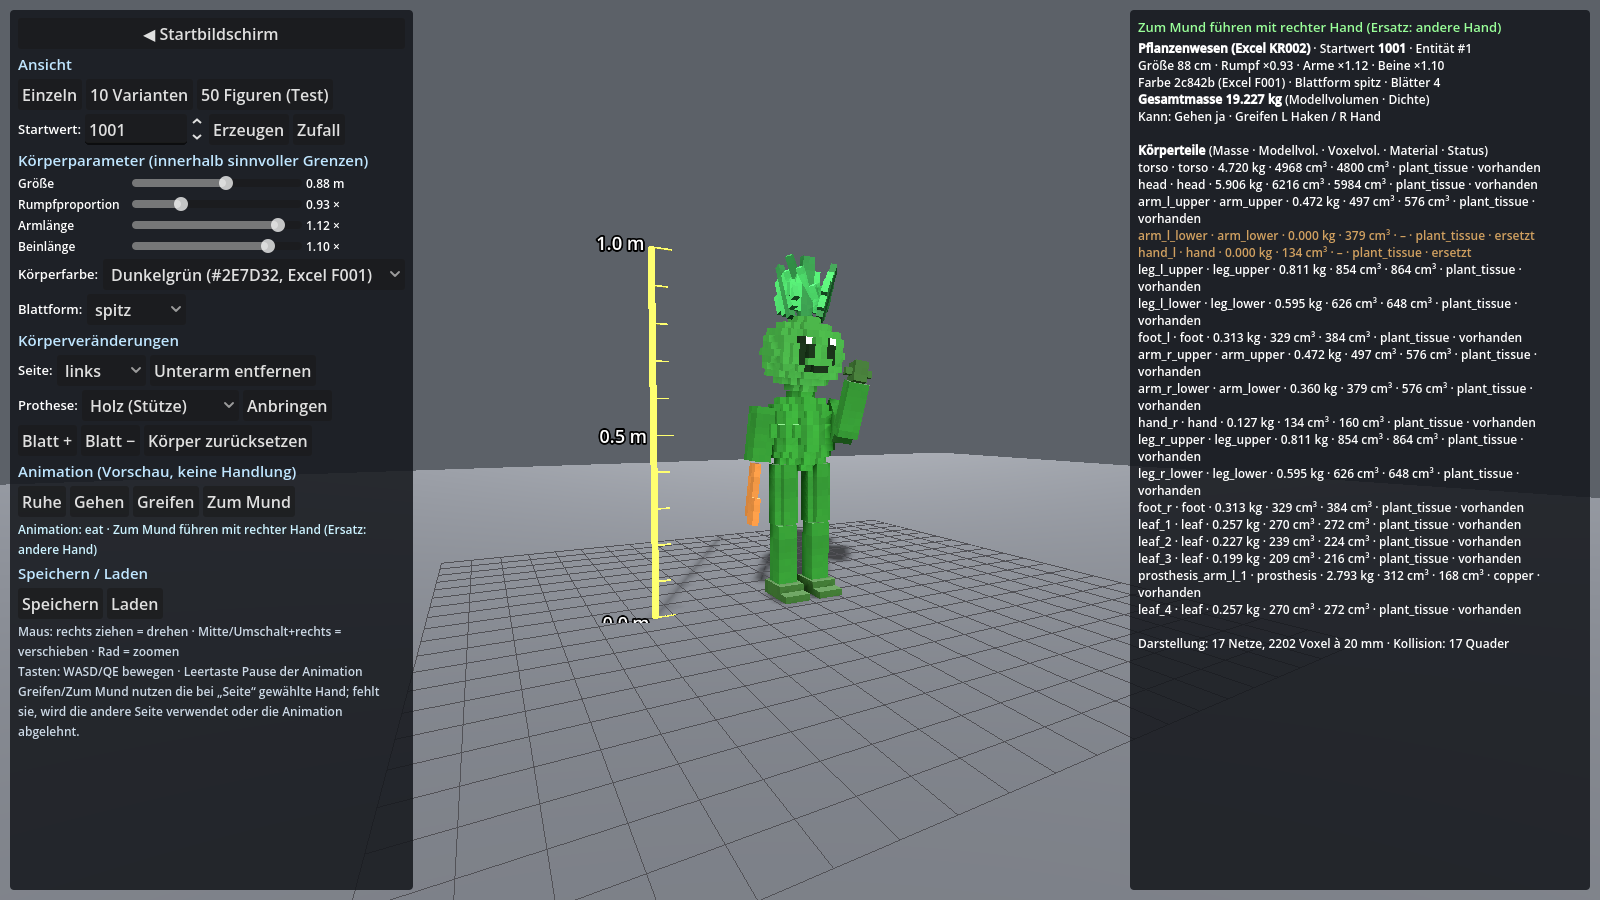 ◀ Startbildschirm
Ansicht
Einzeln 10 Varianten 50 Figuren (Test)
Startwert: 1001 Erzeugen Zufall
Körperparameter (innerhalb sinnvoller Grenzen)
Größe 0.88 m
Rumpfproportion 0.93 ×
Armlänge 1.12 ×
Beinlänge 1.10 ×
Körperfarbe: Dunkelgrün (#2E7D32, Excel F001)
Blattform: spitz
Körperveränderungen
Seite: links Unterarm entfernen
Prothese: Holz (Stütze) Anbringen
Blatt + Blatt − Körper zurücksetzen
Animation (Vorschau, keine Handlung)
Ruhe Gehen Greifen Zum Mund
Animation: eat · Zum Mund führen mit rechter Hand (Ersatz:
andere Hand)
Speichern / Laden
Speichern Laden
Maus: rechts ziehen = drehen · Mitte/Umschalt+rechts =
verschieben · Rad = zoomen
Tasten: WASD/QE bewegen · Leertaste Pause der Animation
Greifen/Zum Mund nutzen die bei „Seite“ gewählte Hand; fehlt
sie, wird die andere Seite verwendet oder die Animation
abgelehnt.
1.0 m
0.5 m
0.0 m
Zum Mund führen mit rechter Hand (Ersatz: andere Hand)
Pflanzenwesen (Excel KR002) · Startwert 1001 · Entität #1
Größe 88 cm · Rumpf ×0.93 · Arme ×1.12 · Beine ×1.10
Farbe 2c842b (Excel F001) · Blattform spitz · Blätter 4
Gesamtmasse 19.227 kg (Modellvolumen · Dichte)
Kann: Gehen ja · Greifen L Haken / R Hand
Körperteile (Masse · Modellvol. · Voxelvol. · Material · Status)
torso · torso · 4.720 kg · 4968 cm³ · 4800 cm³ · plant_tissue · vorhanden
head · head · 5.906 kg · 6216 cm³ · 5984 cm³ · plant_tissue · vorhanden
arm_l_upper · arm_upper · 0.472 kg · 497 cm³ · 576 cm³ · plant_tissue ·
vorhanden
arm_l_lower · arm_lower · 0.000 kg · 379 cm³ · – · plant_tissue · ersetzt
hand_l · hand · 0.000 kg · 134 cm³ · – · plant_tissue · ersetzt
leg_l_upper · leg_upper · 0.811 kg · 854 cm³ · 864 cm³ · plant_tissue ·
vorhanden
leg_l_lower · leg_lower · 0.595 kg · 626 cm³ · 648 cm³ · plant_tissue ·
vorhanden
foot_l · foot · 0.313 kg · 329 cm³ · 384 cm³ · plant_tissue · vorhanden
arm_r_upper · arm_upper · 0.472 kg · 497 cm³ · 576 cm³ · plant_tissue ·
vorhanden
arm_r_lower · arm_lower · 0.360 kg · 379 cm³ · 576 cm³ · plant_tissue ·
vorhanden
hand_r · hand · 0.127 kg · 134 cm³ · 160 cm³ · plant_tissue · vorhanden
leg_r_upper · leg_upper · 0.811 kg · 854 cm³ · 864 cm³ · plant_tissue ·
vorhanden
leg_r_lower · leg_lower · 0.595 kg · 626 cm³ · 648 cm³ · plant_tissue ·
vorhanden
foot_r · foot · 0.313 kg · 329 cm³ · 384 cm³ · plant_tissue · vorhanden
leaf_1 · leaf · 0.257 kg · 270 cm³ · 272 cm³ · plant_tissue · vorhanden
leaf_2 · leaf · 0.227 kg · 239 cm³ · 224 cm³ · plant_tissue · vorhanden
leaf_3 · leaf · 0.199 kg · 209 cm³ · 216 cm³ · plant_tissue · vorhanden
prosthesis_arm_l_1 · prosthesis · 2.793 kg · 312 cm³ · 168 cm³ · copper ·
vorhanden
leaf_4 · leaf · 0.257 kg · 270 cm³ · 272 cm³ · plant_tissue · vorhanden
Darstellung: 17 Netze, 2202 Voxel à 20 mm · Kollision: 17 Quader